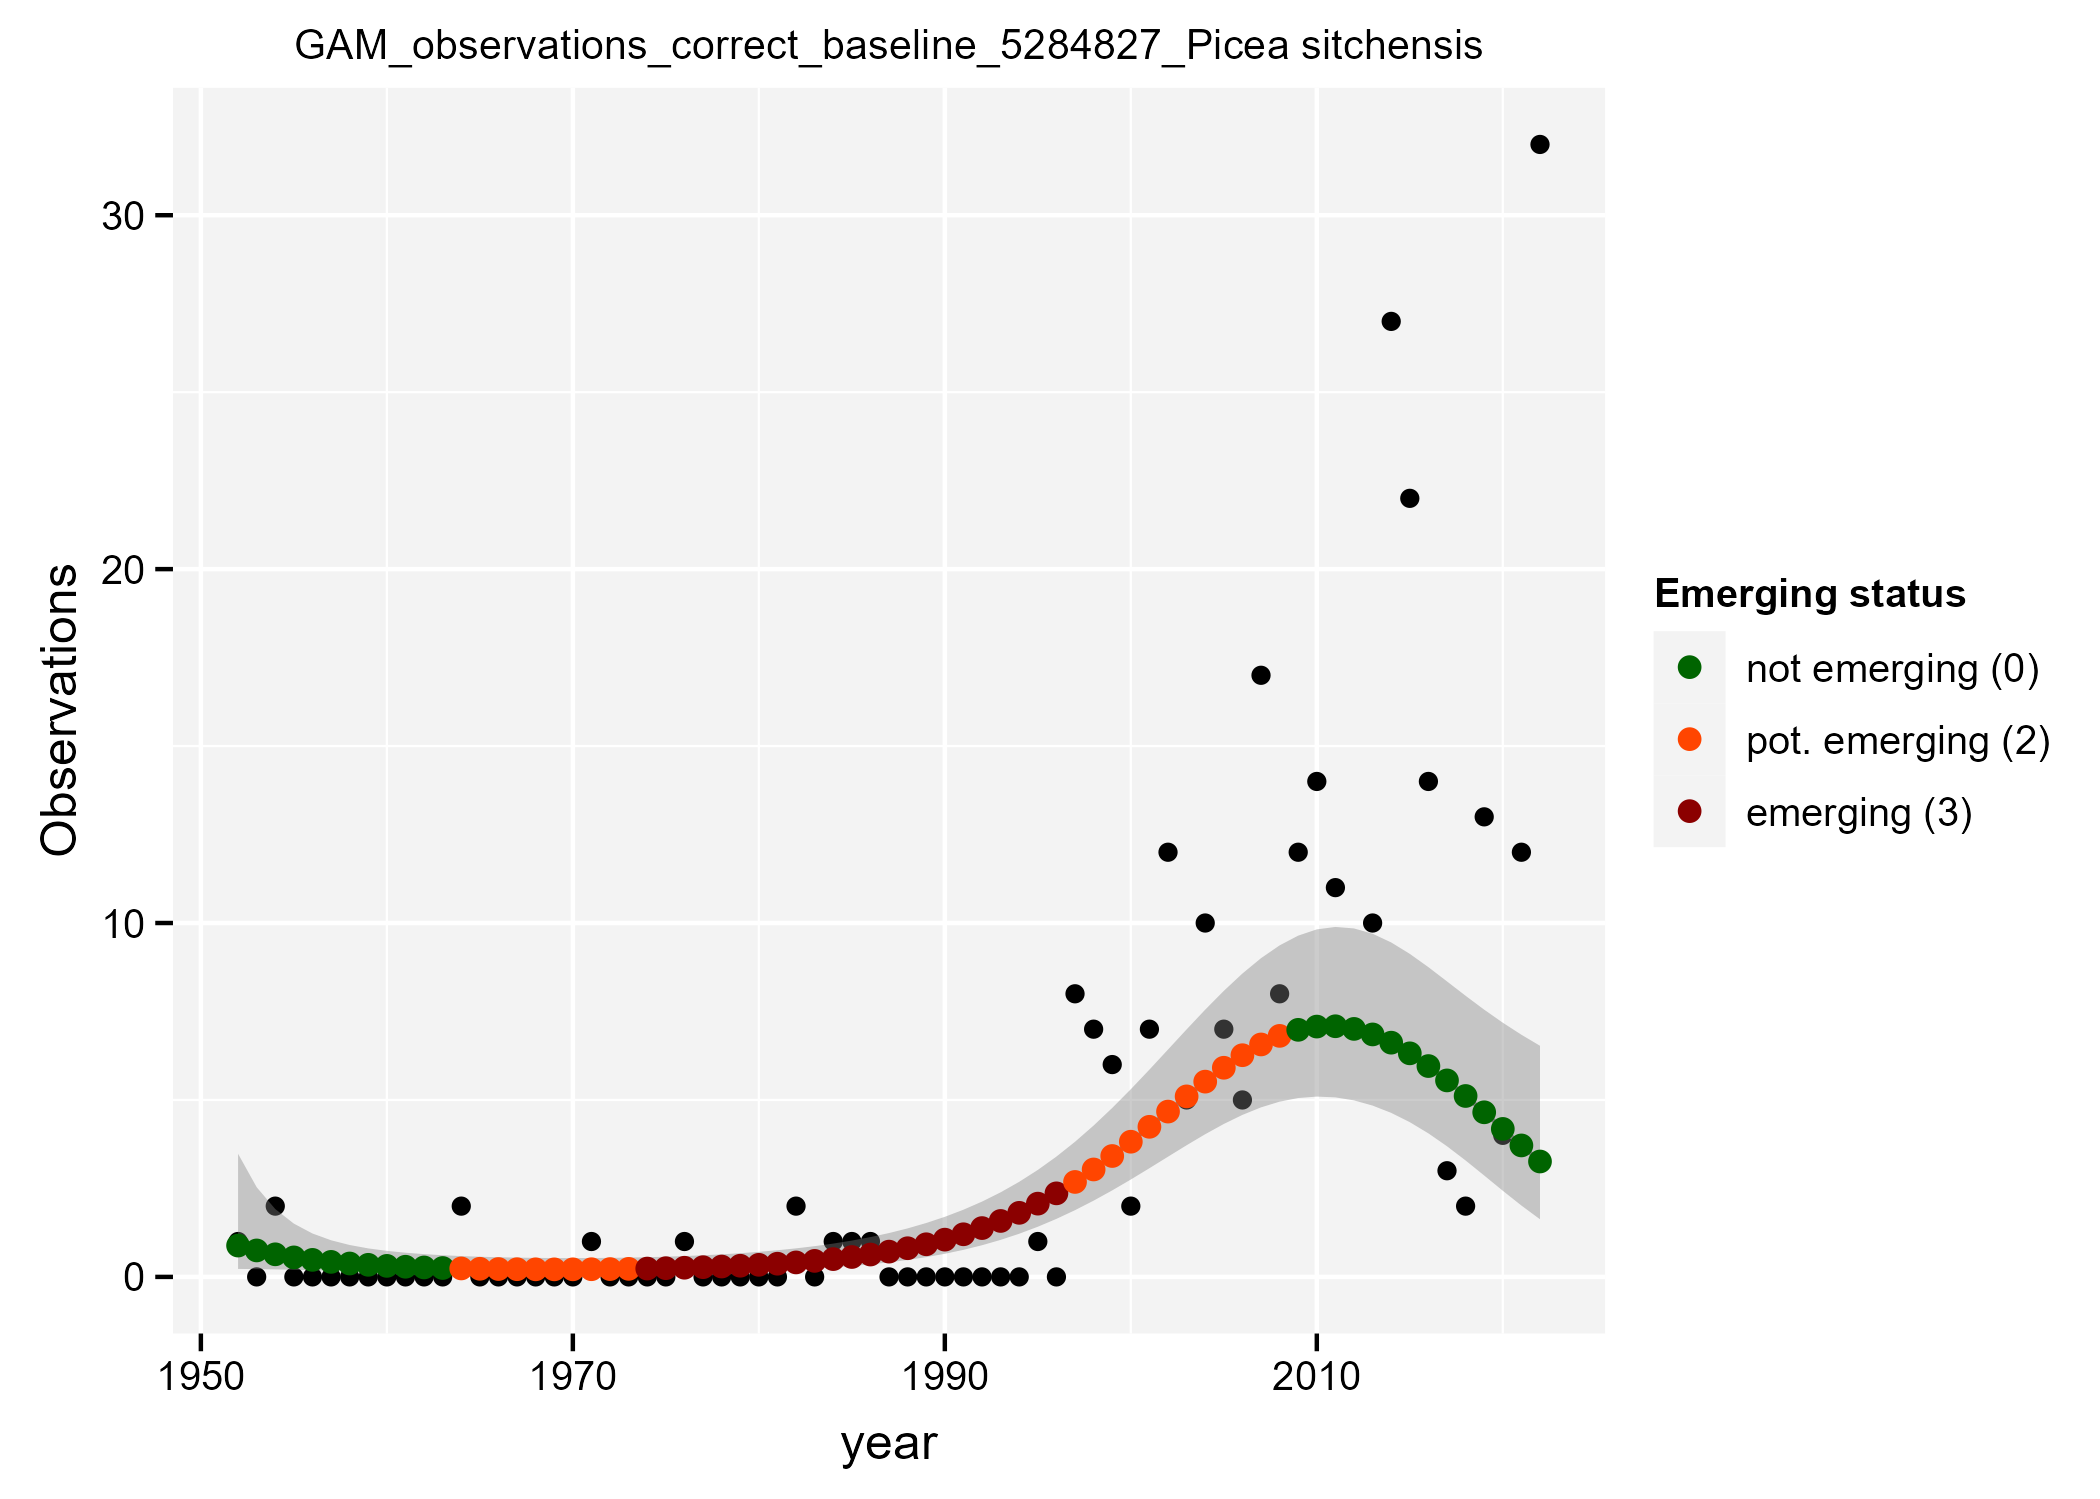 GAM_observations_correct_baseline_5284827_Picea sitchensis
Observations
30
20
10
0
1950 1970 1990 2010
year
Emerging status
not emerging (0)
pot. emerging (2)
emerging (3)